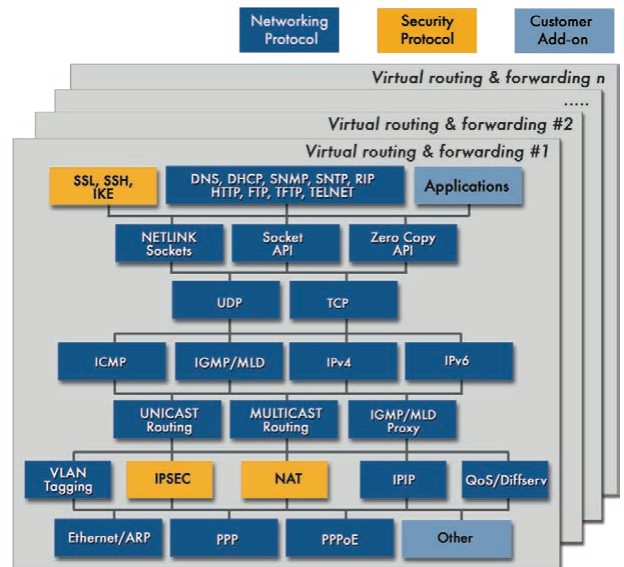 Networking
Protocol
Security
Protocol
Customer
Add-on
Virtual routing & forwarding n
.....
Virtual routing & forwarding #2
Virtual routing & forwarding #1
SSL, SSH,
IKE
DNS, DHCP, SNMP, SNTP, RIP
HTTP, FTP, TFTP, TELNET
Applications
NETLINK
Sockets
Socket
API
Zero Copy
API
UDP
TCP
ICMP
IGMP/MLD
IPv4
IPv6
UNICAST
Routing
MULTICAST
Routing
IGMP/MLD
Proxy
VLAN
Tagging
IPSEC
NAT
IPIP
QoS/Diffserv
Ethernet/ARP
PPP
PPPoE
Other